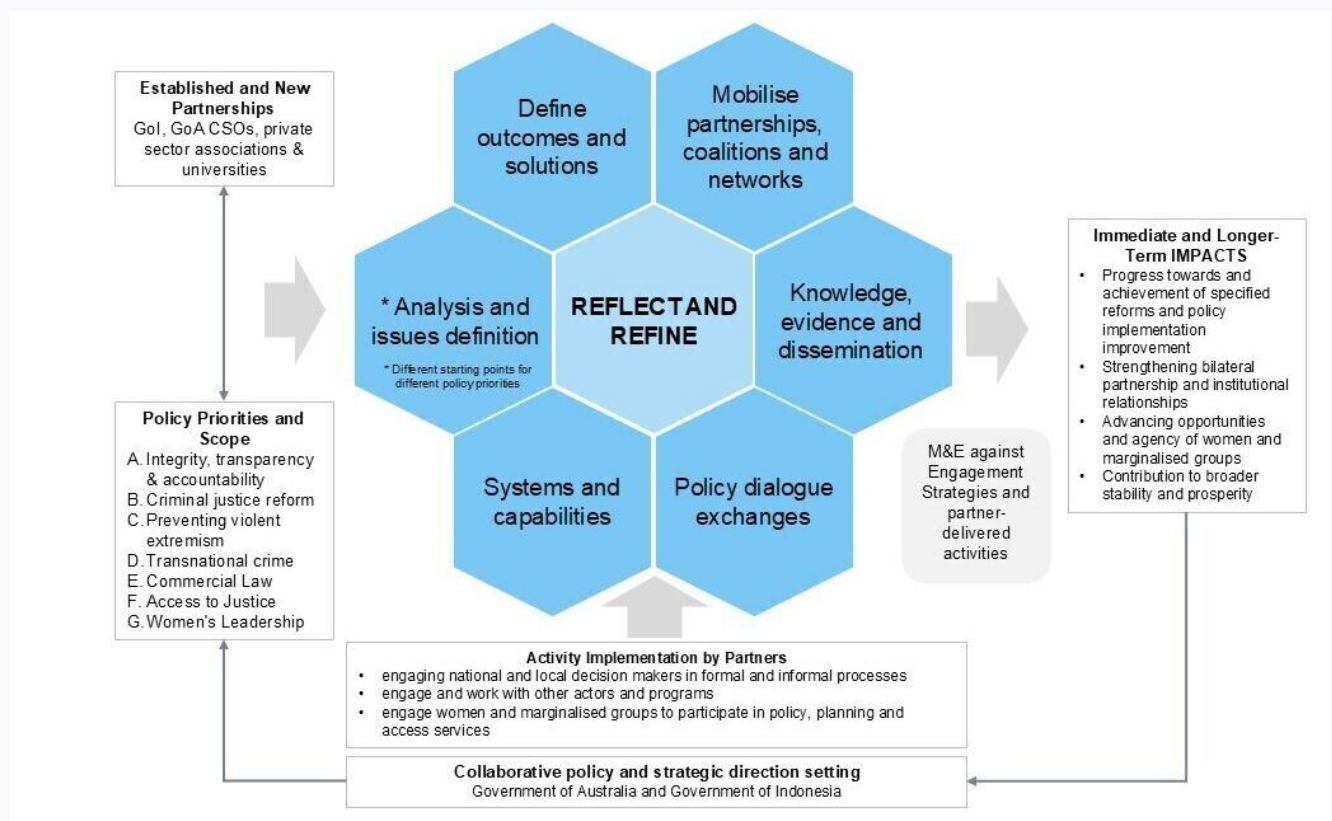 Established and New
Partnerships
GoI, GoA CSOs, private
sector associations &
universities
Policy Priorities and
Scope
A. Integrity, transparency
& accountability
B. Criminal justice reform
C. Preventing violent
extremism
D. Transnational crime
E. Commercial Law
F. Access to Justice
G. Women's Leadership
Define
outcomes and
solutions
Mobilise
partnerships,
coalitions and
networks
* Analysis and
issues definition
* Different starting points for
different policy priorities
REFLECT AND
REFINE
Knowledge,
evidence and
dissemination
Systems and
capabilities
Policy dialogue
exchanges
M&E against
Engagement
Strategies and
partner-
delivered
activities
Immediate and Longer-
Term IMPACTS
• Progress towards and
achievement of specified
reforms and policy
implementation
improvement
• Strengthening bilateral
partnership and institutional
relationships
• Advancing opportunities
and agency of women and
marginalised groups
• Contribution to broader
stability and prosperity
Activity Implementation by Partners
• engaging national and local decision makers in formal and informal processes
• engage and work with other actors and programs
• engage women and marginalised groups to participate in policy, planning and
access services
Collaborative policy and strategic direction setting
Government of Australia and Government of Indonesia